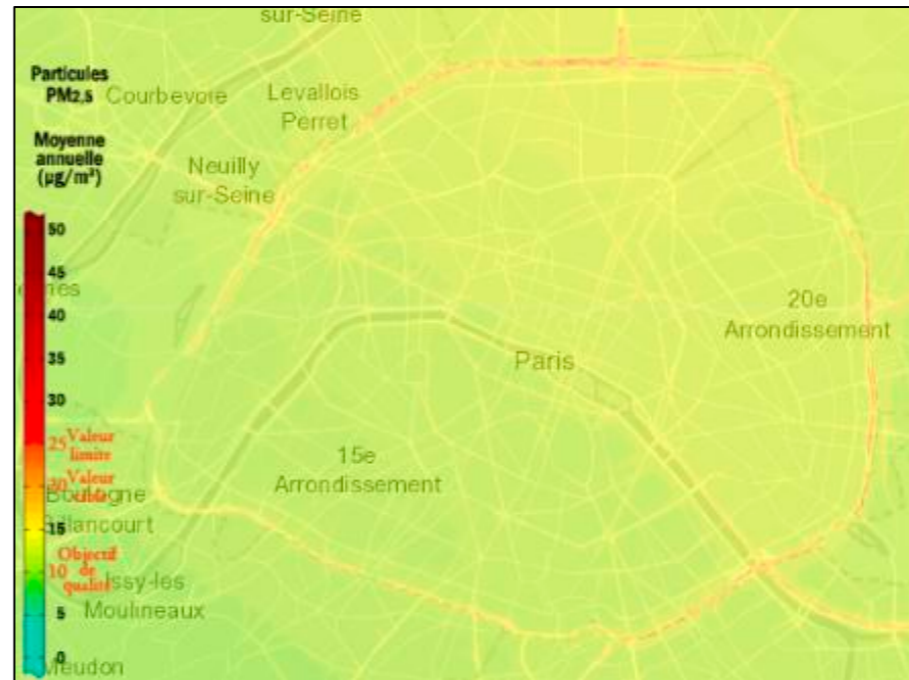 sur-Seine
Particules
PM2,5
Courbevoie
Levallois
Perret
Moyenne
annuelle
(µg/m³)
Neuilly
sur-Seine
50
45
40
35
30
25 Valeur
limite
20 Valeur
cible
15
Objectif
10 de
qualité
5
0
20e
Arrondissement
Paris
15e
Arrondissement
Boulogne
Billancourt
Issy-les
Moulineaux
Meudon